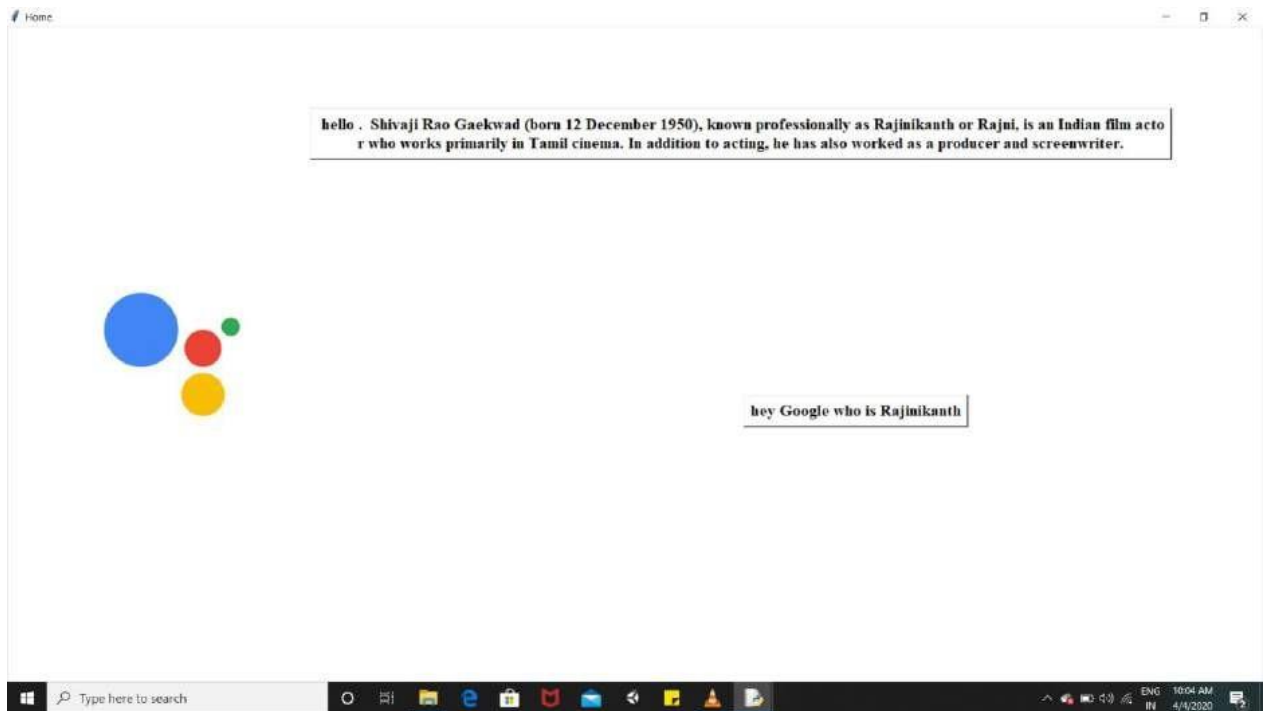 Home
hello . Shivaji Rao Gaekwad (born 12 December 1950), known professionally as Rajinikanth or Rajni, is an Indian film acto
r who works primarily in Tamil cinema. In addition to acting, he has also worked as a producer and screenwriter.
hey Google who is Rajinikanth
Type here to search
ENG
IN
10:04 AM
4/4/2020
2